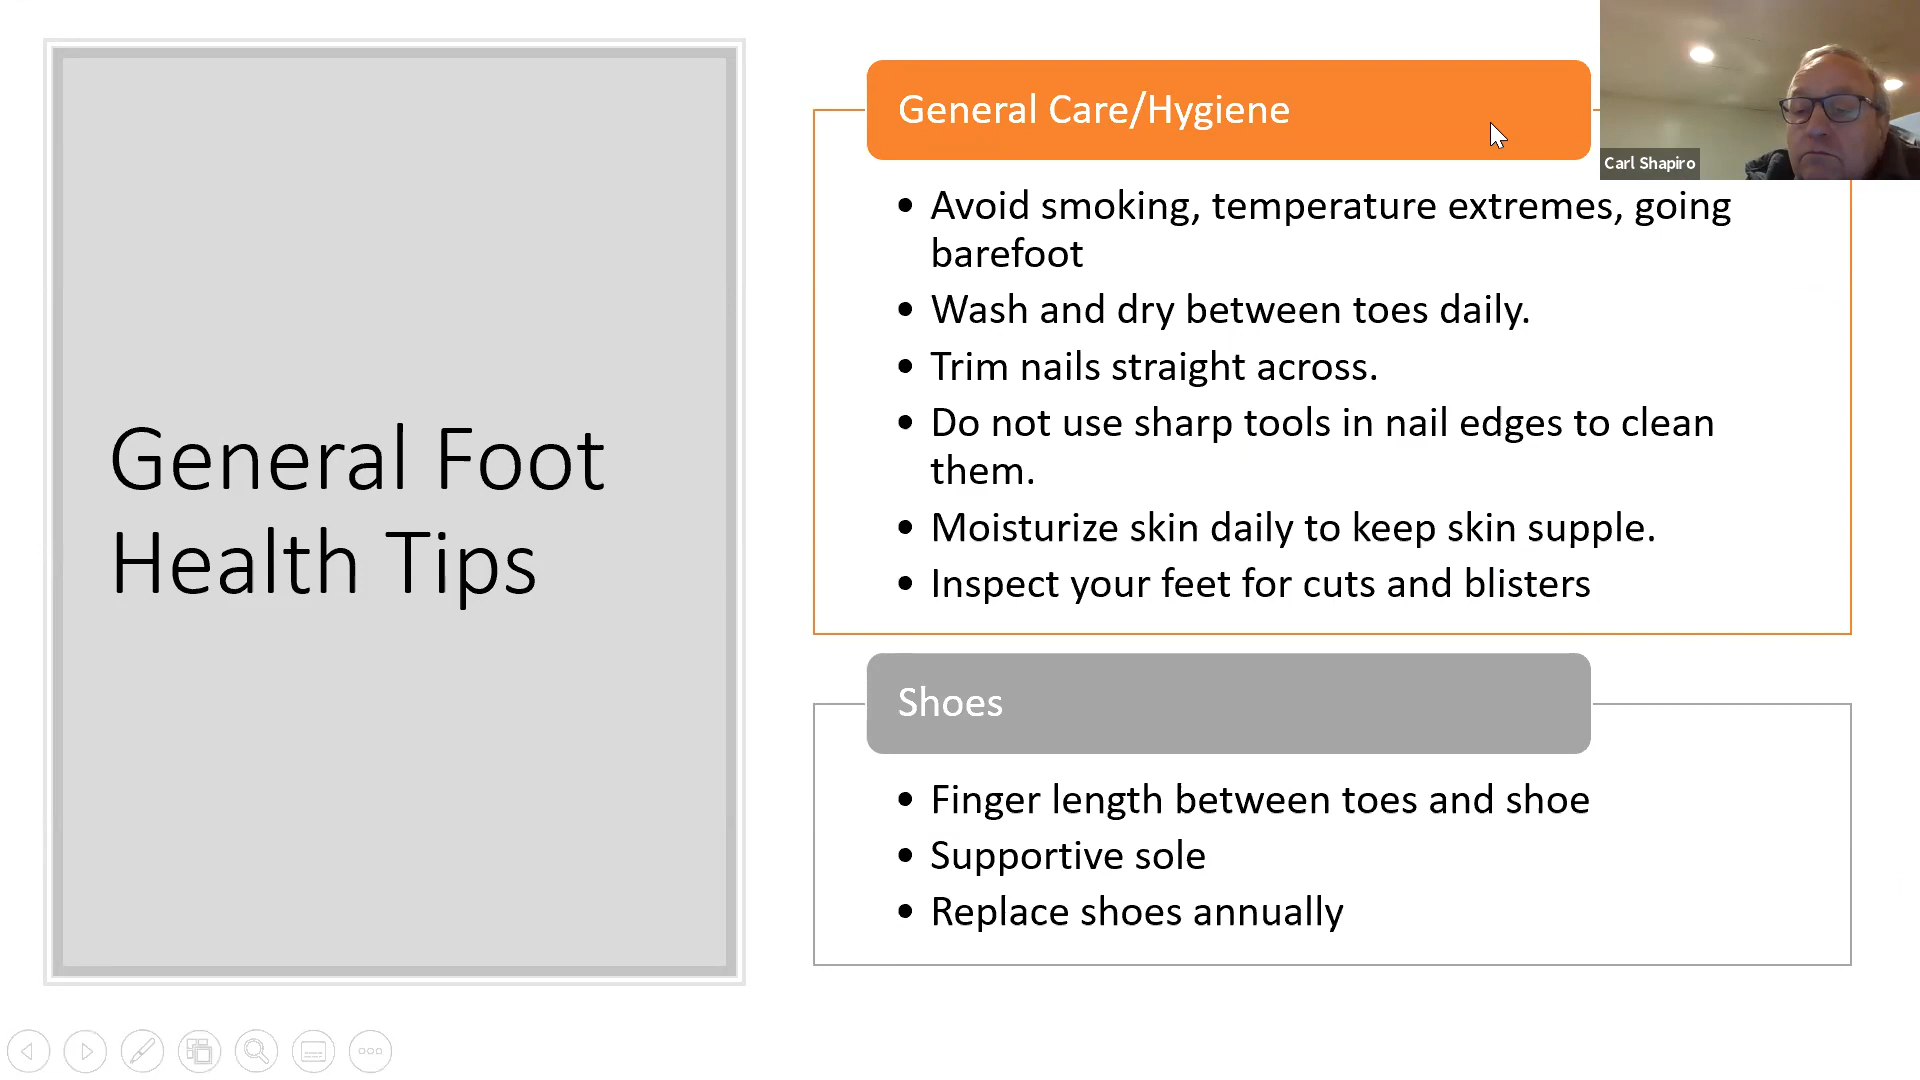 General Foot
Health Tips
General Care/Hygiene
• Avoid smoking, temperature extremes, going
barefoot
• Wash and dry between toes daily.
• Trim nails straight across.
• Do not use sharp tools in nail edges to clean
them.
• Moisturize skin daily to keep skin supple.
• Inspect your feet for cuts and blisters
Shoes
• Finger length between toes and shoe
• Supportive sole
• Replace shoes annually
Carl Shapiro